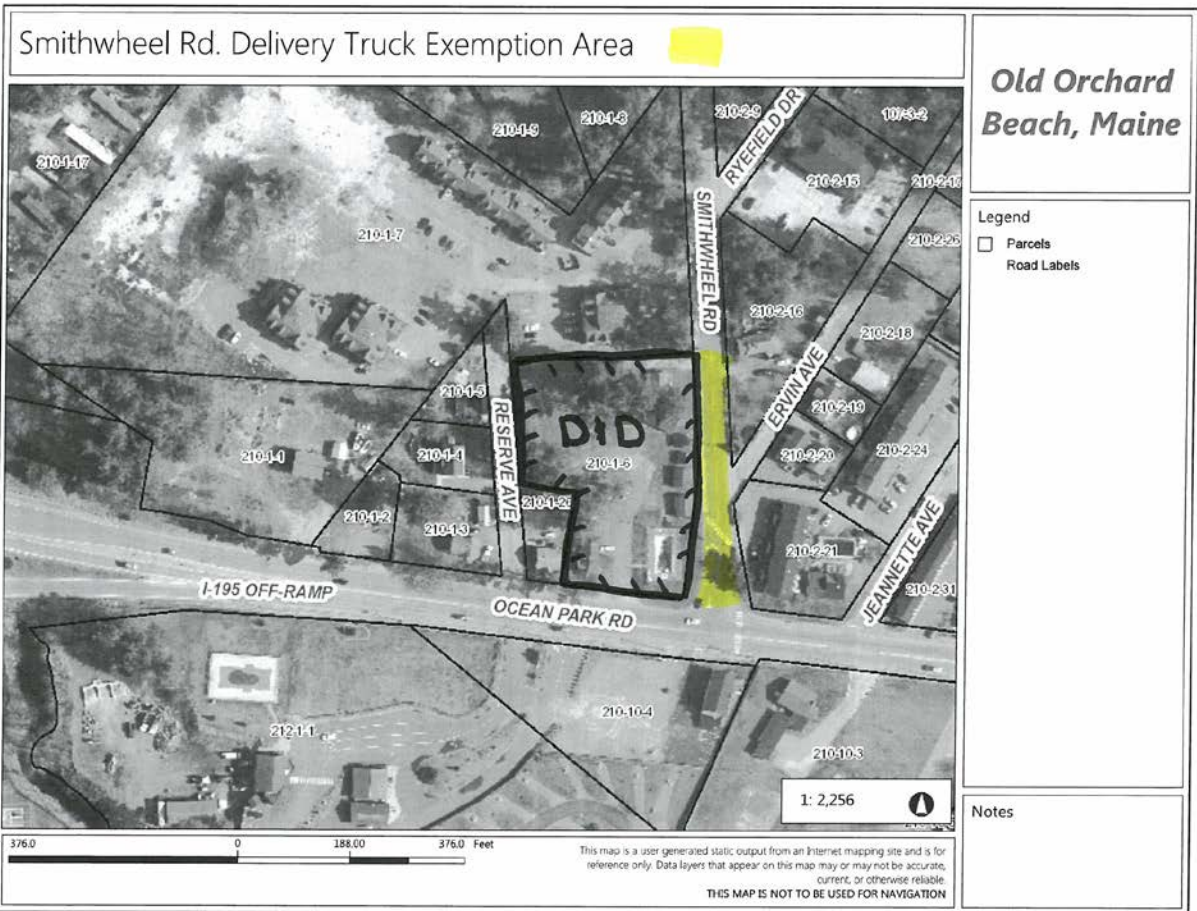 Smithwheel Rd. Delivery Truck Exemption Area
Old Orchard
Beach, Maine
Legend
Parcels
Road Labels
210-1-17
210-1-9
210-1-8
210-2-9
RYEFIELD DR
107-3-2
210-2-15
210-1-7
SMITHWHEEL RD
210-2-16
210-2-18
210-1-5
RESERVE AVE
DID
210-1-6
ERVIN AVE
210-2-19
210-1-1
210-1-4
210-2-20
210-2-24
210-1-2
210-1-3
210-2-21
JEANNETTE AVE
210-2-31
I-195 OFF-RAMP
OCEAN PARK RD
212-1-1
210-10-4
210-10-3
1: 2,256
Notes
376.0
0
188.00
376.0 Feet
This map is a user generated static output from an Internet mapping site and is for
reference only. Data layers that appear on this map may or may not be accurate,
current, or otherwise reliable.
THIS MAP IS NOT TO BE USED FOR NAVIGATION